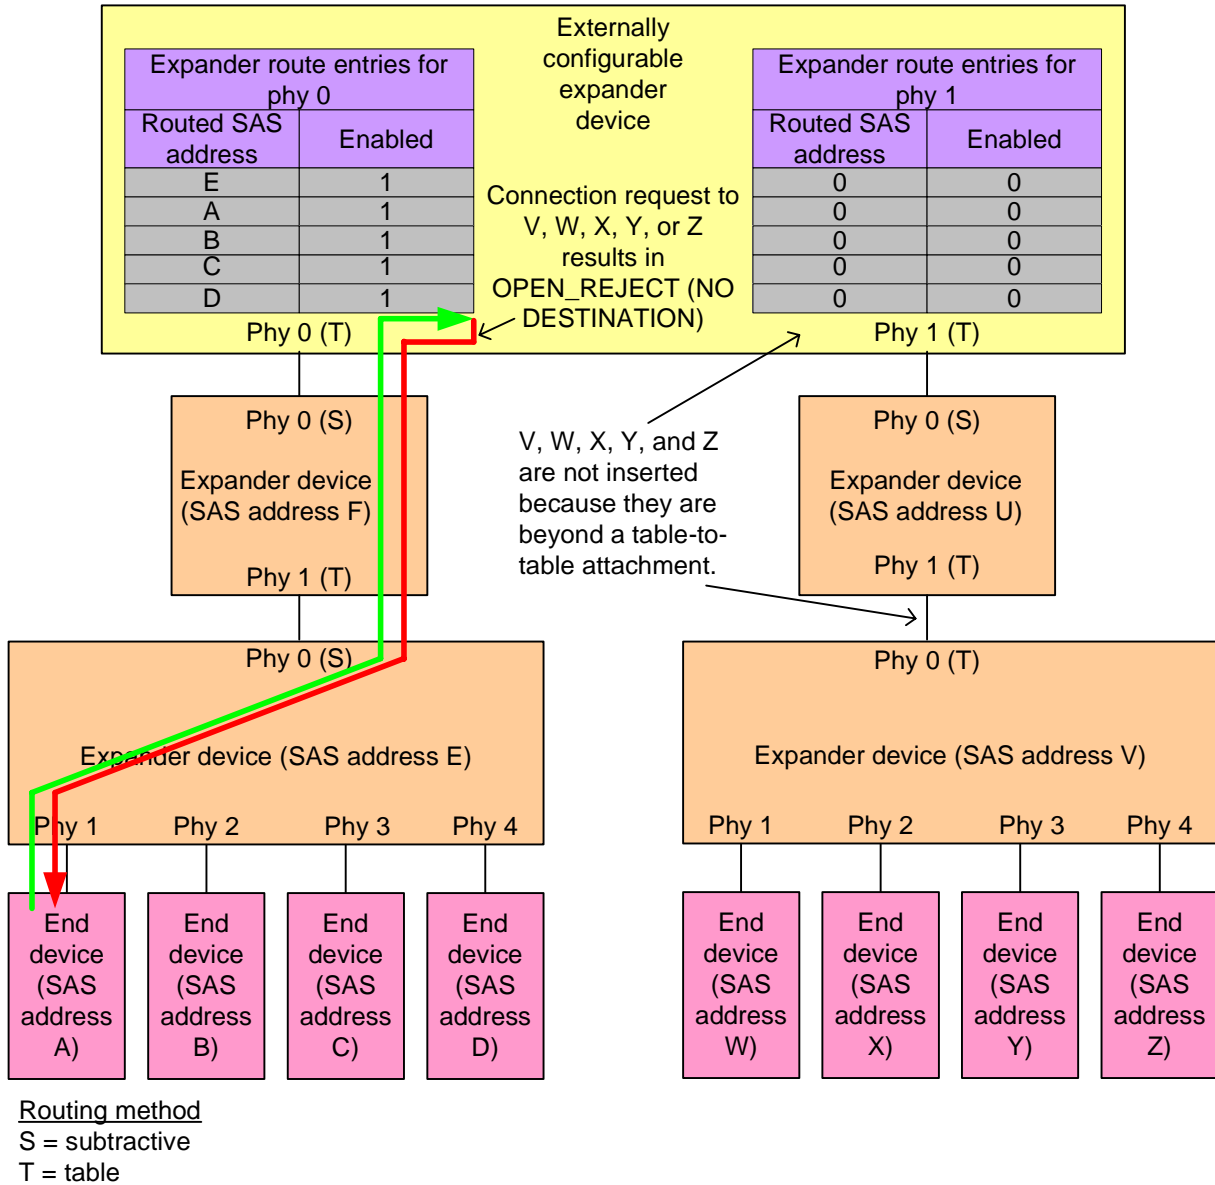 Externally
configurable
expander
device
Expander route entries for
phy 0
Routed SAS
address
Enabled
E 1
A 1
B 1
C 1
D 1
Phy 0 (T)
Connection request to
V, W, X, Y, or Z
results in
OPEN_REJECT (NO
DESTINATION)
Expander route entries for
phy 1
Routed SAS
address
Enabled
0 0
0 0
0 0
0 0
0 0
Phy 1 (T)
Phy 0 (S)
Expander device
(SAS address F)
Phy 1 (T)
V, W, X, Y, and Z
are not inserted
because they are
beyond a table-to-
table attachment.
Phy 0 (S)
Expander device
(SAS address U)
Phy 1 (T)
Phy 0 (S)
Expander device (SAS address E)
Phy 1 Phy 2 Phy 3 Phy 4
Phy 0 (T)
Expander device (SAS address V)
Phy 1 Phy 2 Phy 3 Phy 4
End
device
(SAS
address
A)
End
device
(SAS
address
B)
End
device
(SAS
address
C)
End
device
(SAS
address
D)
End
device
(SAS
address
W)
End
device
(SAS
address
X)
End
device
(SAS
address
Y)
End
device
(SAS
address
Z)
Routing method
S = subtractive
T = table